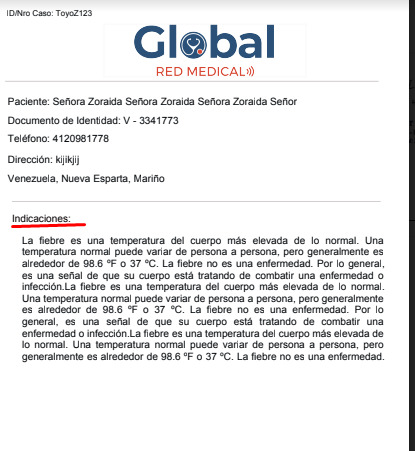 ID/Nro Caso: ToyoZ123
Global
RED MEDICAL
Paciente: Señora Zoraida Señora Zoraida Señora Zoraida Señor
Documento de Identidad: V - 3341773
Teléfono: 4120981778
Dirección: kijikjij
Venezuela, Nueva Esparta, Mariño
Indicaciones:
La fiebre es una temperatura del cuerpo más elevada de lo normal. Una
temperatura normal puede variar de persona a persona, pero generalmente es
alrededor de 98.6 ºF o 37 ºC. La fiebre no es una enfermedad. Por lo general,
es una señal de que su cuerpo está tratando de combatir una enfermedad o
infección.La fiebre es una temperatura del cuerpo más elevada de lo normal.
Una temperatura normal puede variar de persona a persona, pero generalmente
es alrededor de 98.6 ºF o 37 ºC. La fiebre no es una enfermedad. Por lo
general, es una señal de que su cuerpo está tratando de combatir una
enfermedad o infección.La fiebre es una temperatura del cuerpo más elevada de
lo normal. Una temperatura normal puede variar de persona a persona, pero
generalmente es alrededor de 98.6 ºF o 37 ºC. La fiebre no es una enfermedad.